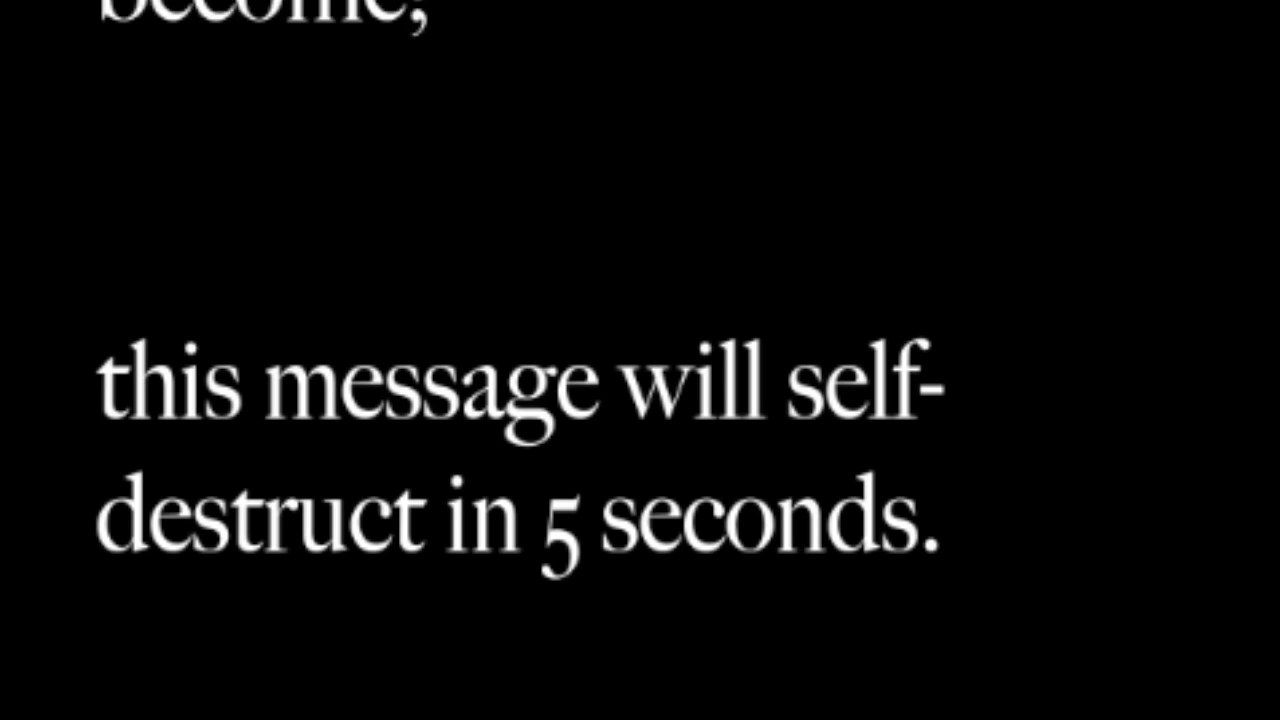 become;
this message will self-
destruct in 5 seconds.